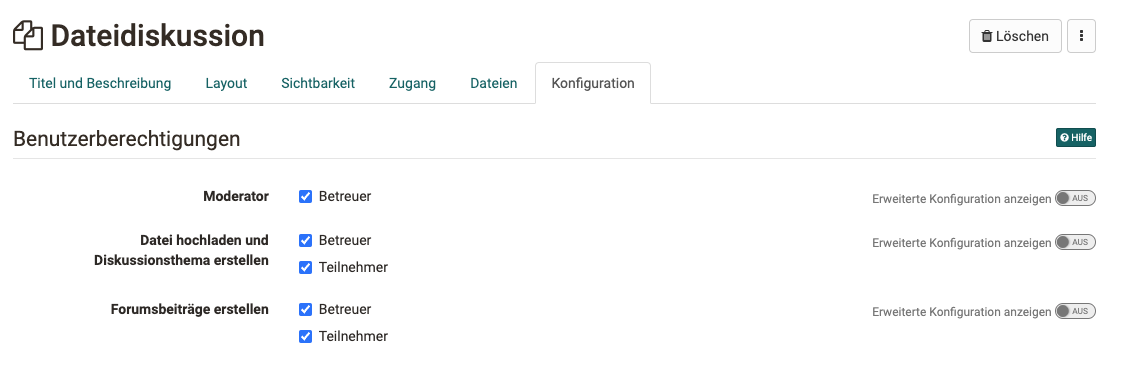 Dateidiskussion
Löschen
Titel und Beschreibung Layout Sichtbarkeit Zugang Dateien Konfiguration
Benutzerberechtigungen
Hilfe
Moderator Betreuer Erweiterte Konfiguration anzeigen AUS
Datei hochladen und Betreuer Erweiterte Konfiguration anzeigen AUS
Diskussionsthema erstellen
Teilnehmer
Forumsbeiträge erstellen Betreuer Erweiterte Konfiguration anzeigen AUS
Teilnehmer